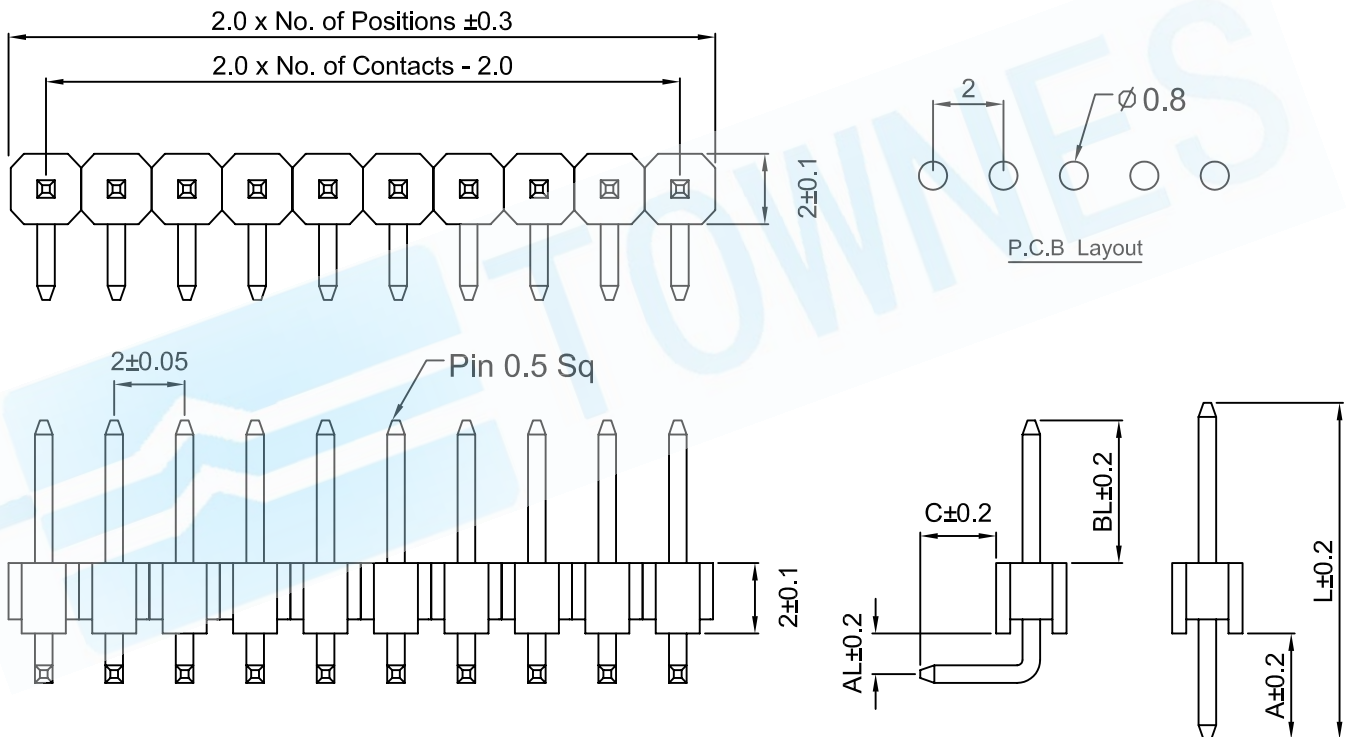 2.0 x No. of Positions ±0.3
2.0 x No. of Contacts - 2.0
2±0.1
2
Ø 0.8
P.C.B Layout
TOWNES
2±0.05
Pin 0.5 Sq
2±0.1
C±0.2
BL±0.2
AL±0.2
L±0.2
A±0.2